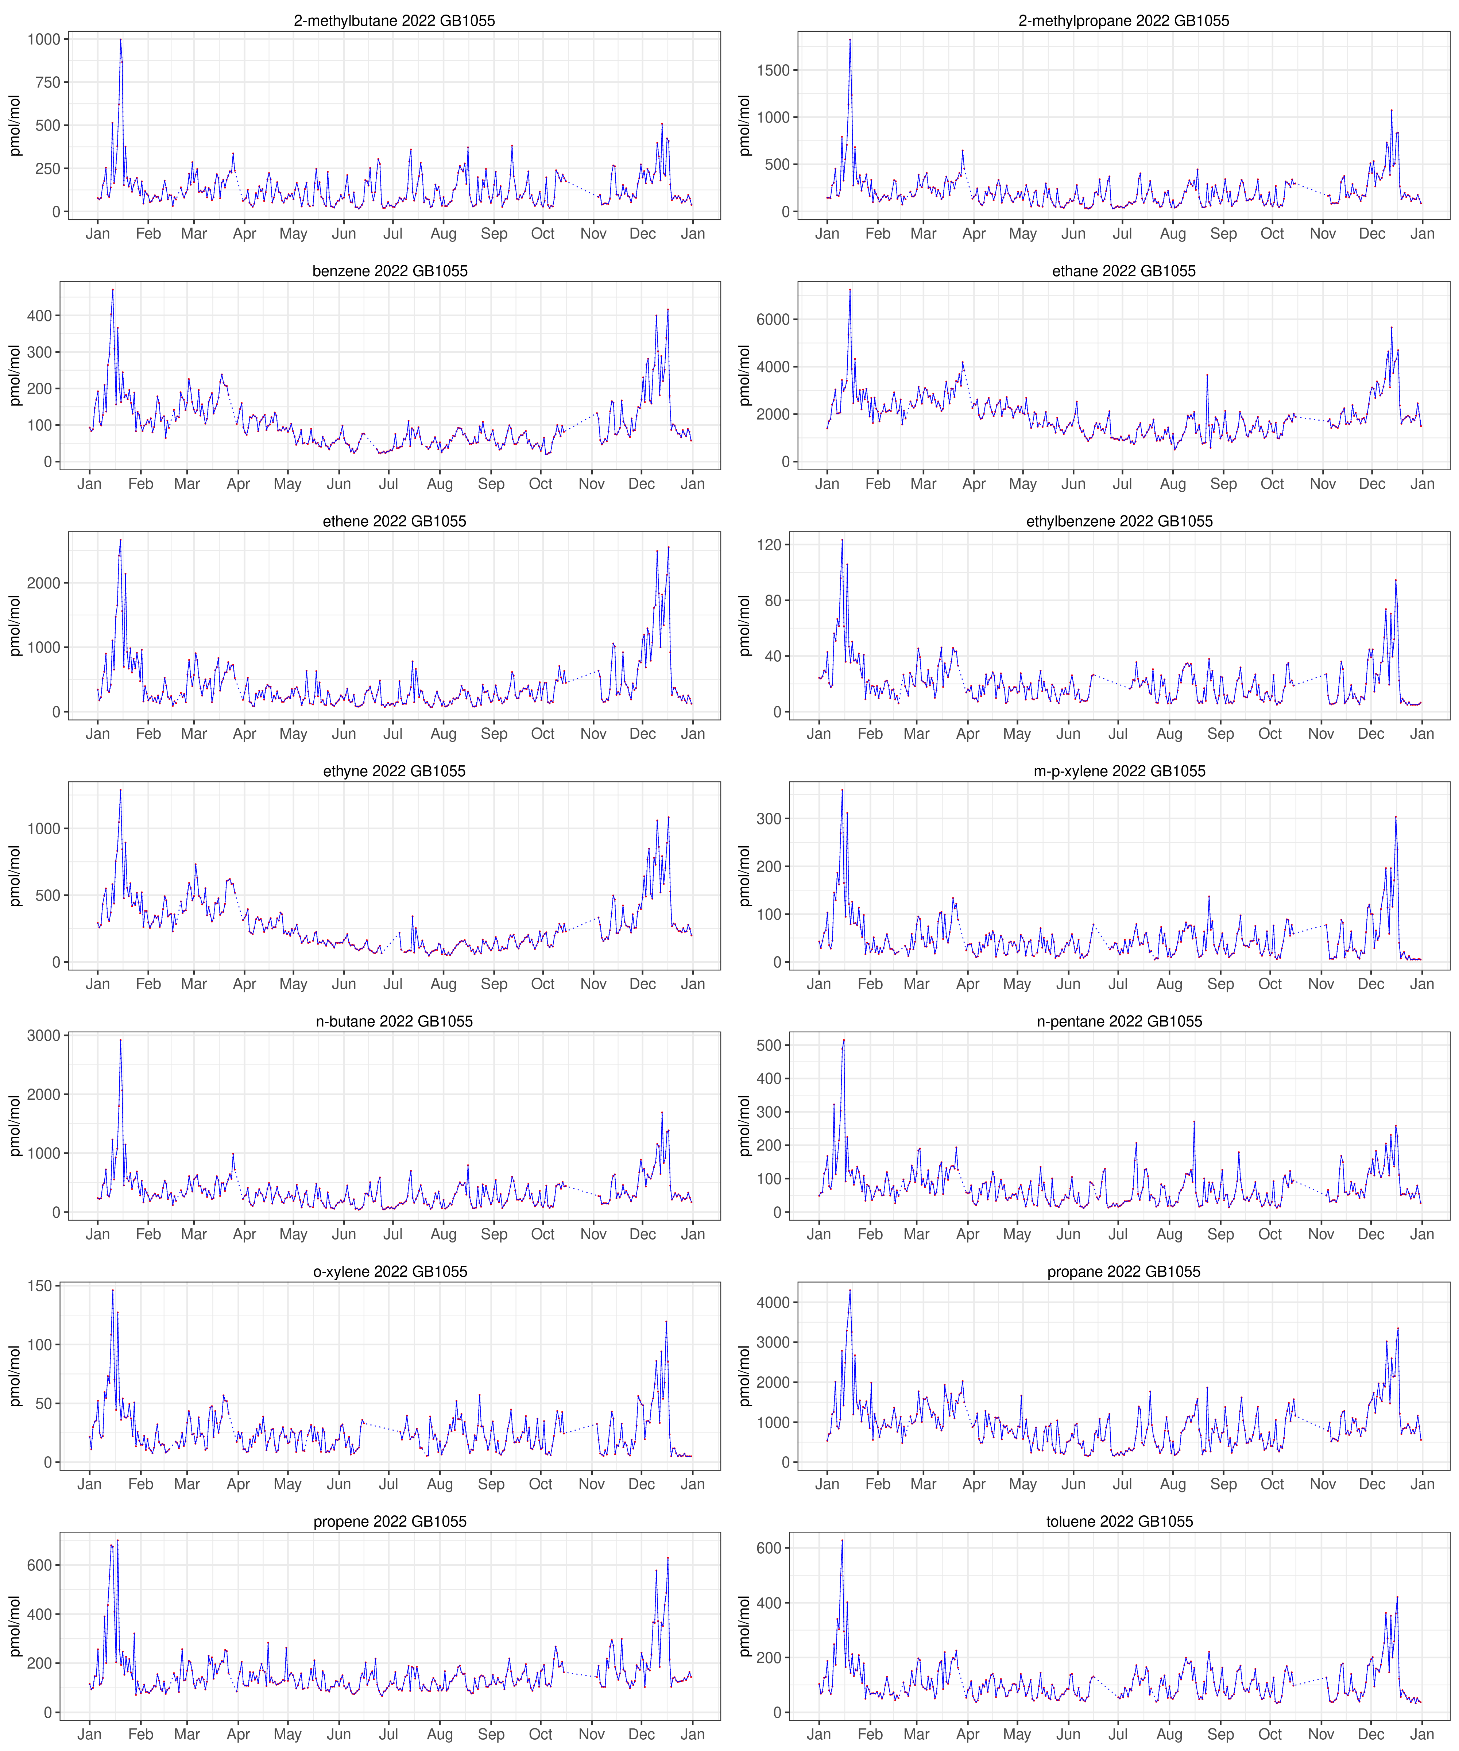 2-methylbutane 2022 GB1055
pmol/mol
1000
750
500
250
0
Jan Feb Mar Apr May Jun Jul Aug Sep Oct Nov Dec Jan
2-methylpropane 2022 GB1055
pmol/mol
1500
1000
500
0
Jan Feb Mar Apr May Jun Jul Aug Sep Oct Nov Dec Jan
benzene 2022 GB1055
pmol/mol
400
300
200
100
0
Jan Feb Mar Apr May Jun Jul Aug Sep Oct Nov Dec Jan
ethane 2022 GB1055
pmol/mol
6000
4000
2000
0
Jan Feb Mar Apr May Jun Jul Aug Sep Oct Nov Dec Jan
ethene 2022 GB1055
pmol/mol
2000
1000
0
Jan Feb Mar Apr May Jun Jul Aug Sep Oct Nov Dec Jan
ethylbenzene 2022 GB1055
pmol/mol
120
80
40
0
Jan Feb Mar Apr May Jun Jul Aug Sep Oct Nov Dec Jan
ethyne 2022 GB1055
pmol/mol
1000
500
0
Jan Feb Mar Apr May Jun Jul Aug Sep Oct Nov Dec Jan
m-p-xylene 2022 GB1055
pmol/mol
300
200
100
0
Jan Feb Mar Apr May Jun Jul Aug Sep Oct Nov Dec Jan
n-butane 2022 GB1055
pmol/mol
3000
2000
1000
0
Jan Feb Mar Apr May Jun Jul Aug Sep Oct Nov Dec Jan
n-pentane 2022 GB1055
pmol/mol
500
400
300
200
100
0
Jan Feb Mar Apr May Jun Jul Aug Sep Oct Nov Dec Jan
o-xylene 2022 GB1055
pmol/mol
150
100
50
0
Jan Feb Mar Apr May Jun Jul Aug Sep Oct Nov Dec Jan
propane 2022 GB1055
pmol/mol
4000
3000
2000
1000
0
Jan Feb Mar Apr May Jun Jul Aug Sep Oct Nov Dec Jan
propene 2022 GB1055
pmol/mol
600
400
200
0
Jan Feb Mar Apr May Jun Jul Aug Sep Oct Nov Dec Jan
toluene 2022 GB1055
pmol/mol
600
400
200
0
Jan Feb Mar Apr May Jun Jul Aug Sep Oct Nov Dec Jan